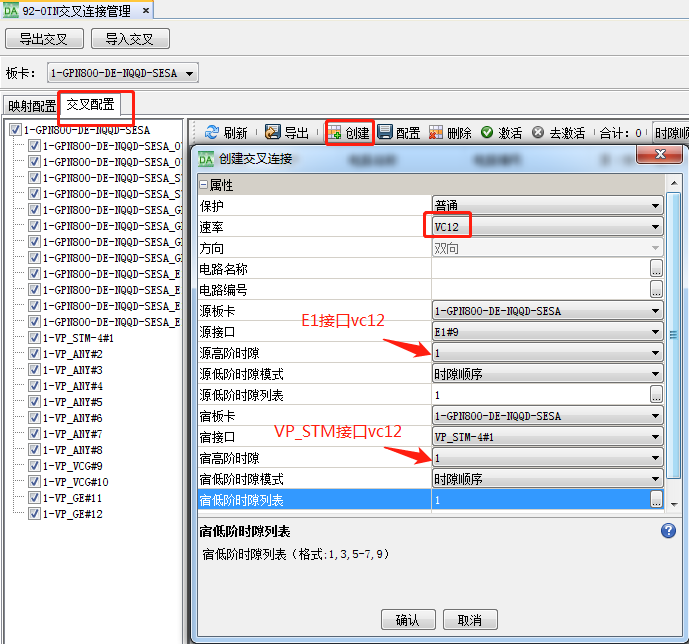 DA 92-OTN交叉连接管理 ×
导出交叉 导入交叉
板卡: 1-GPN800-DE-NQQD-SESA
映射配置 交叉配置
1-GPN800-DE-NQQD-SESA
1-GPN800-DE-NQQD-SESA_O
1-GPN800-DE-NQQD-SESA_O
1-GPN800-DE-NQQD-SESA_
1-GPN800-DE-NQQD-SESA_
1-GPN800-DE-NQQD-SESA_G
1-GPN800-DE-NQQD-SESA_G
1-GPN800-DE-NQQD-SESA_G
1-GPN800-DE-NQQD-SESA_G
1-GPN800-DE-NQQD-SESA_E
1-GPN800-DE-NQQD-SESA_E
1-GPN800-DE-NQQD-SESA_E
1-GPN800-DE-NQQD-SESA_E
1-VP_STM-4#1
1-VP_ANY#2
1-VP_ANY#3
1-VP_ANY#4
1-VP_ANY#5
1-VP_ANY#6
1-VP_ANY#7
1-VP_ANY#8
1-VP_VCG#9
1-VP_VCG#10
1-VP_GE#11
1-VP_GE#12
刷新 导出 创建 配置 删除 激活 去激活 合计: 0 时隙顺
DA 创建交叉连接
属性
保护 普通
速率 VC12
方向 双向
电路名称 ...
电路编号 ...
源板卡 1-GPN800-DE-NQQD-SESA
源接口 E1#9
E1接口vc12
源高阶时隙 1
源低阶时隙模式 时隙顺序
源低阶时隙列表 1 ...
宿板卡 1-GPN800-DE-NQQD-SESA
宿接口 VP_STM-4#1
VP_STM接口vc12
宿高阶时隙 1
宿低阶时隙模式 时隙顺序
宿低阶时隙列表 1 ...
宿低阶时隙列表
宿低阶时隙列表(格式:1,3,5-7,9)
确认 取消